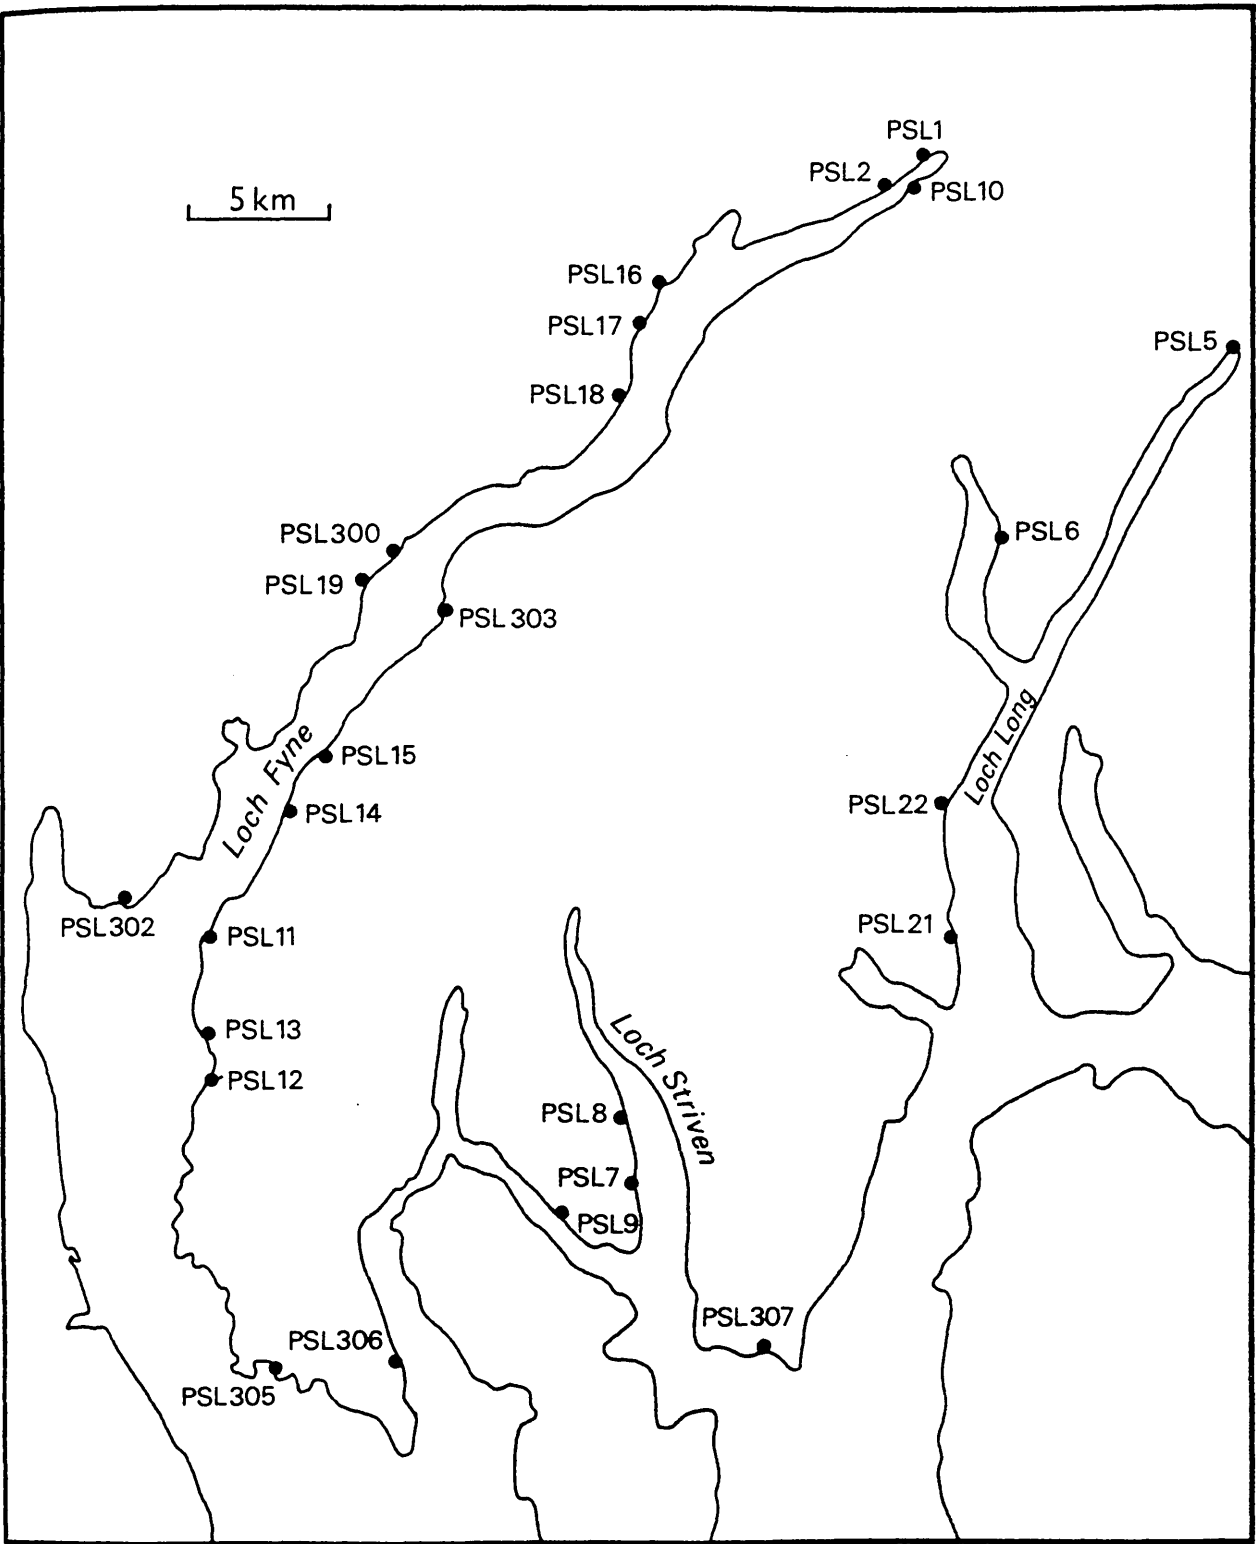 PSL1
PSL2
PSL10
5 km
PSL16
PSL17
PSL5
PSL18
PSL300
PSL6
PSL19
PSL303
Loch Fyne
Loch Long
PSL15
PSL22
PSL14
PSL302
PSL21
PSL11
PSL13
Loch Striven
PSL12
PSL8
PSL7
PSL9
PSL307
PSL306
PSL305